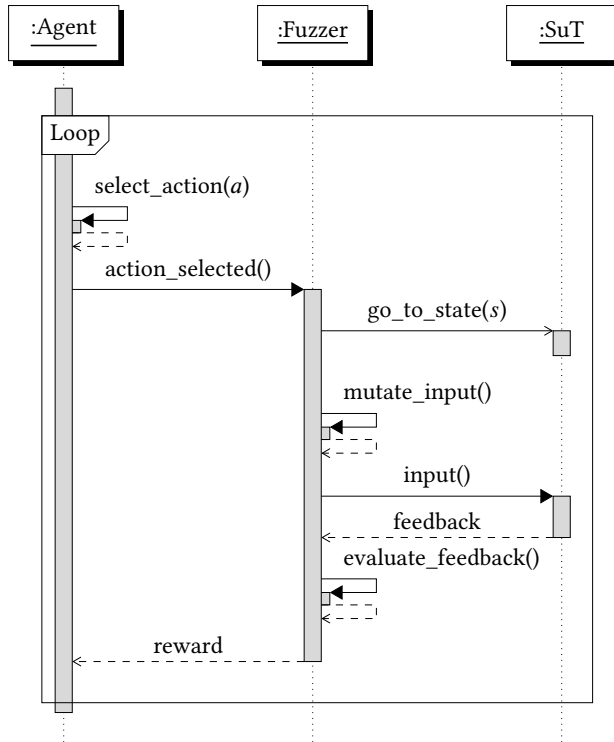 :Agent
:Fuzzer
:SuT
Loop
select_action(a)
action_selected()
go_to_state(s)
mutate_input()
input()
feedback
evaluate_feedback()
reward